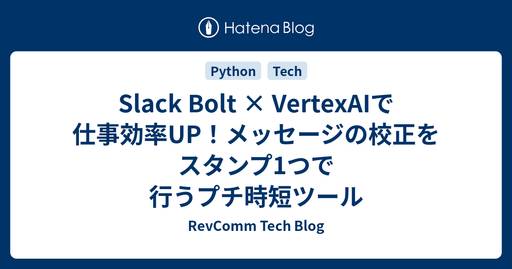 Hatena Blog
Python Tech
Slack Bolt × VertexAIで
仕事効率UP！メッセージの校正を
スタンプ1つで
行うプチ時短ツール
RevComm Tech Blog